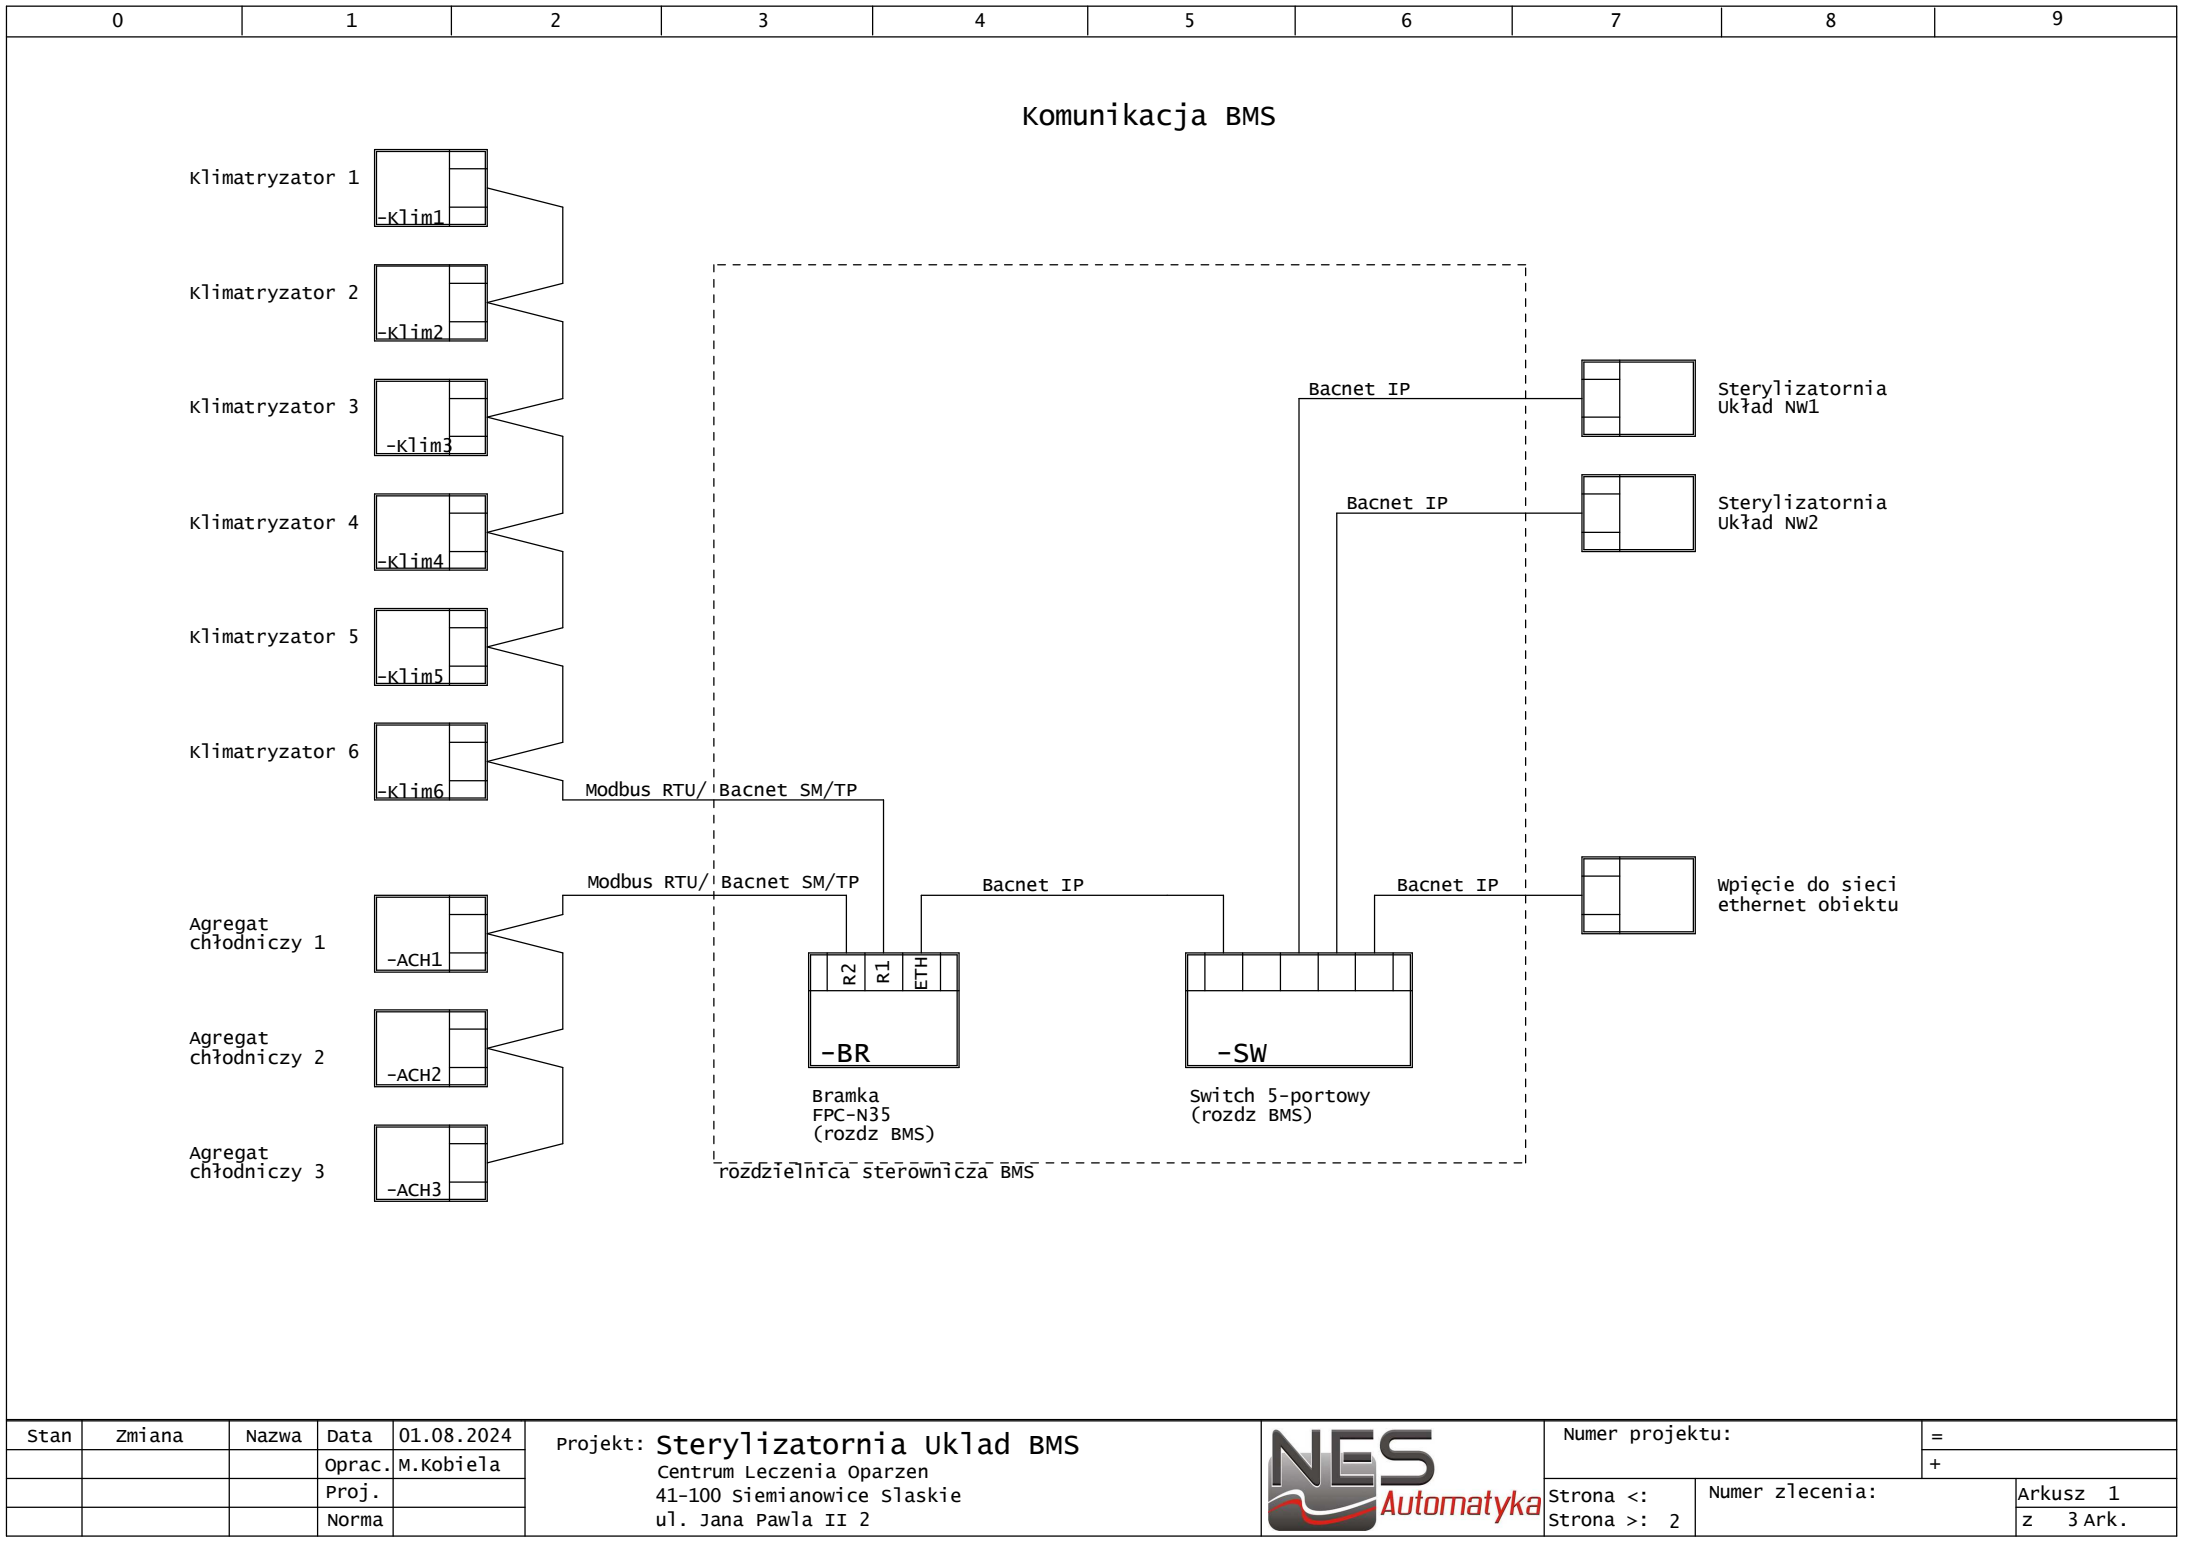 0 1 2 3 4 5 6 7 8 9
Komunikacja BMS
Klimatryzator 1
-Klim1
Klimatryzator 2
-Klim2
Klimatryzator 3
-Klim3
Klimatryzator 4
-Klim4
Klimatryzator 5
-Klim5
Klimatryzator 6
-Klim6
Modbus RTU/ Bacnet SM/TP
Modbus RTU/ Bacnet SM/TP
Agregat
chłodniczy 1
-ACH1
Agregat
chłodniczy 2
-ACH2
Agregat
chłodniczy 3
-ACH3
Bacnet IP
R2
R1
ETH
-BR
Bramka
FPC-N35
(rozdz BMS)
-SW
Switch 5-portowy
(rozdz BMS)
rozdzielnica sterownicza BMS
Bacnet IP
Sterylizatornia
Układ NW1
Bacnet IP
Sterylizatornia
Układ NW2
Bacnet IP
Wpięcie do sieci
ethernet obiektu
Stan Zmiana Nazwa Data 01.08.2024
Oprac. M.Kobiela
Proj.
Norma
Projekt: Sterylizatornia Uklad BMS
Centrum Leczenia Oparzen
41-100 Siemianowice Slaskie
ul. Jana Pawla II 2
NES
Automatyka
Numer projektu:
=
+
Strona <:
Strona >: 2
Numer zlecenia:
Arkusz 1
z 3 Ark.